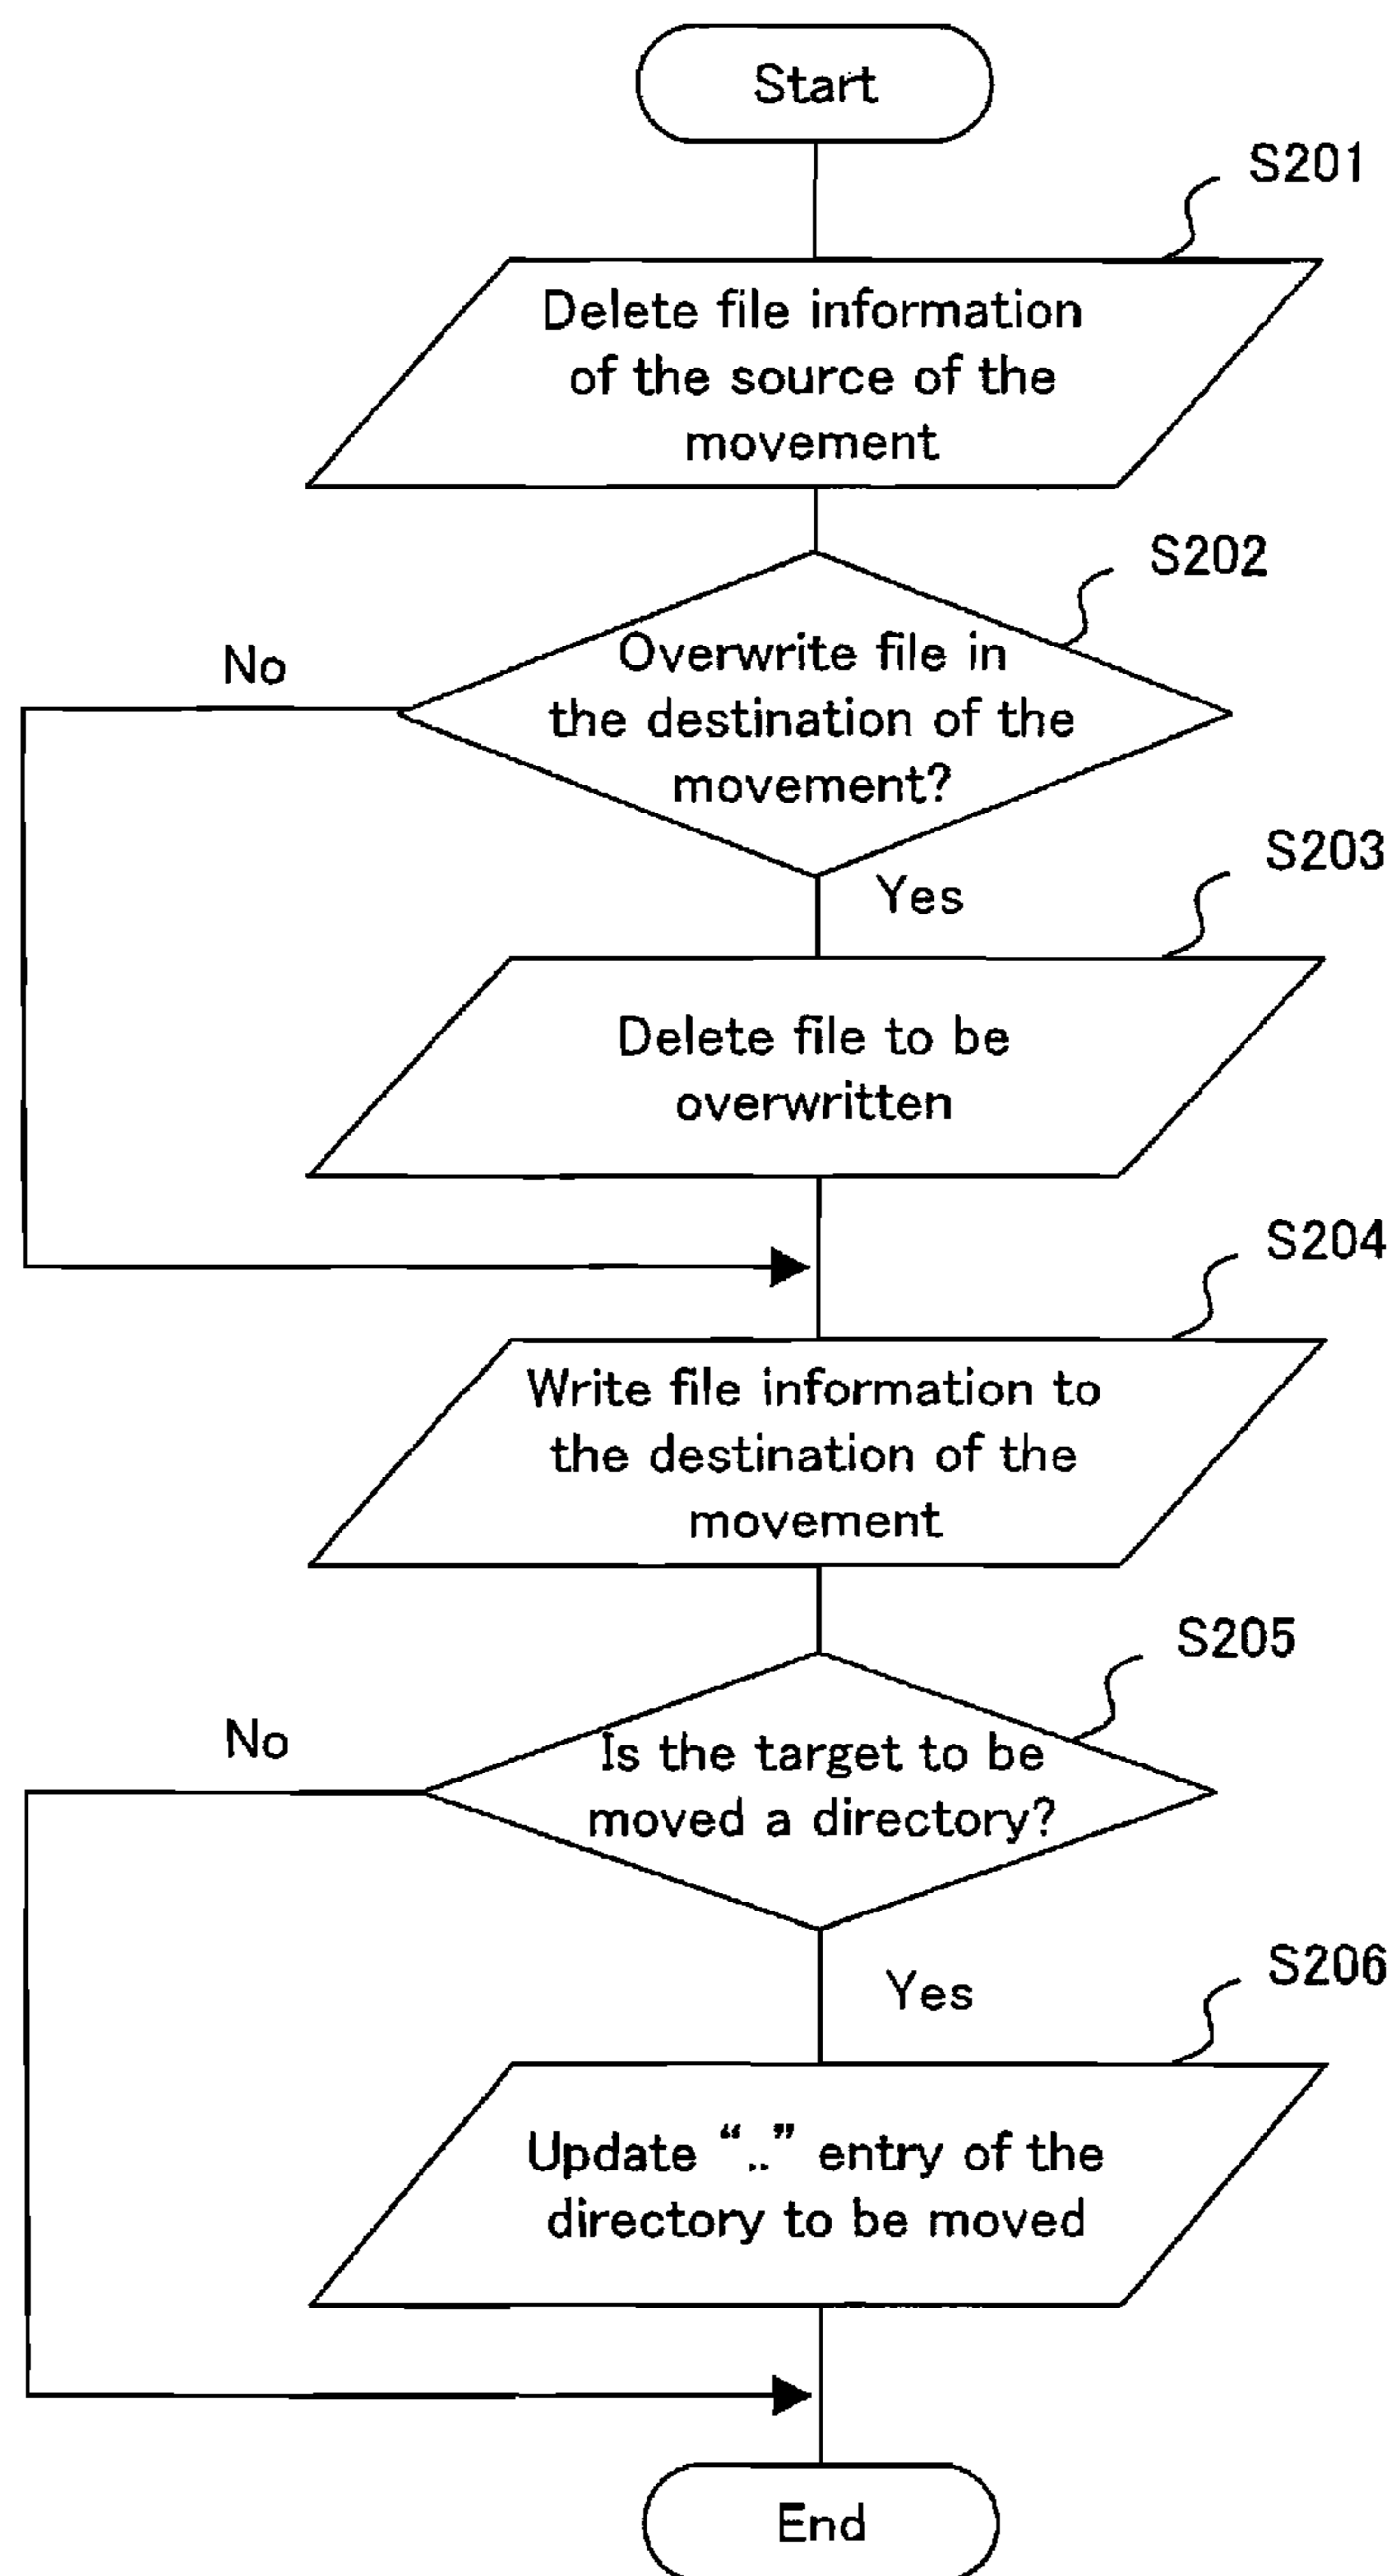 Start
S201
Delete file information
of the source of the
movement
S202
No
Overwrite file in
the destination of the
movement?
S203
Yes
Delete file to be
overwritten
S204
Write file information to
the destination of the
movement
S205
No
Is the target to be
moved a directory?
S206
Yes
Update “..” entry of the
directory to be moved
End